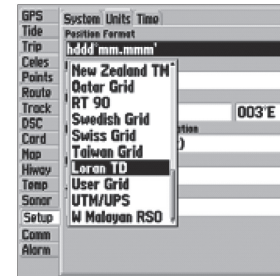 GPS
Tide
Trip
Celes
Points
Route
Track
DSC
Card
Map
Hiway
Temp
Sonar
Setup
Comm
Alarm
System Units Time
Position Format
hddd°mm.mmm'
New Zealand TM
Qatar Grid
RT 90
Swedish Grid
Swiss Grid
Taiwan Grid
Loran TD
User Grid
UTM/UPS
W Malayan RSO
003°E